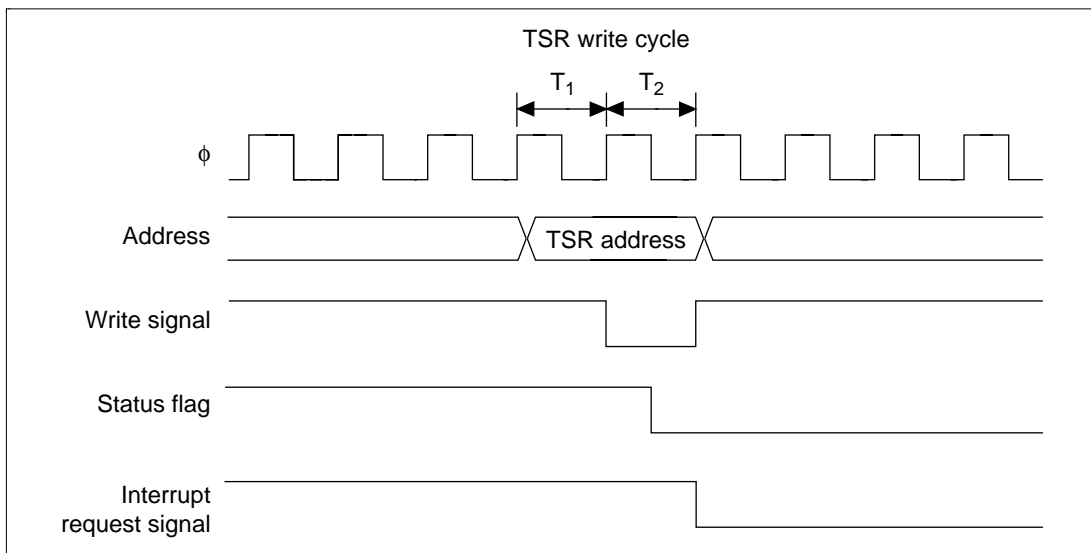 TSR write cycle
T1 T2
ϕ
Address
TSR address
Write signal
Status flag
Interrupt
request signal